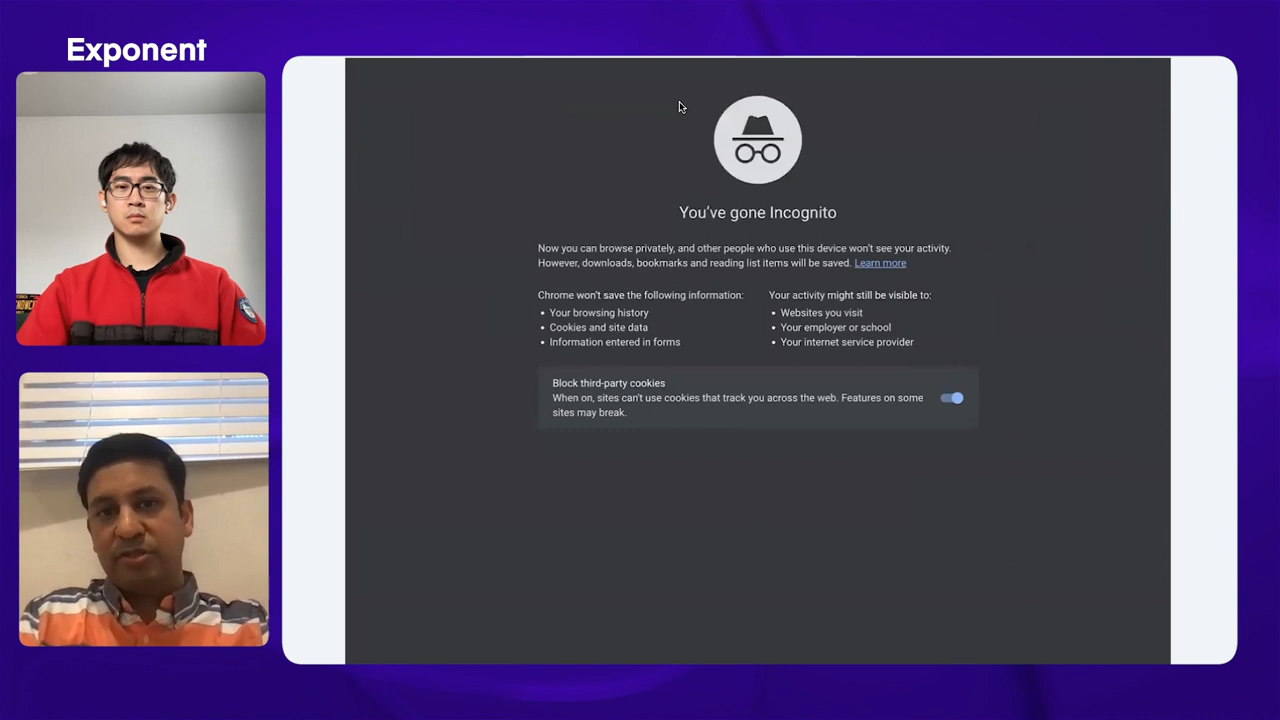 Exponent
You've gone Incognito
Now you can browse privately, and other people who use this device won't see your activity.
However, downloads, bookmarks and reading list items will be saved. Learn more
Chrome won't save the following information:
• Your browsing history
• Cookies and site data
• Information entered in forms
Your activity might still be visible to:
• Websites you visit
• Your employer or school
• Your internet service provider
Block third-party cookies
When on, sites can't use cookies that track you across the web. Features on some
sites may break.